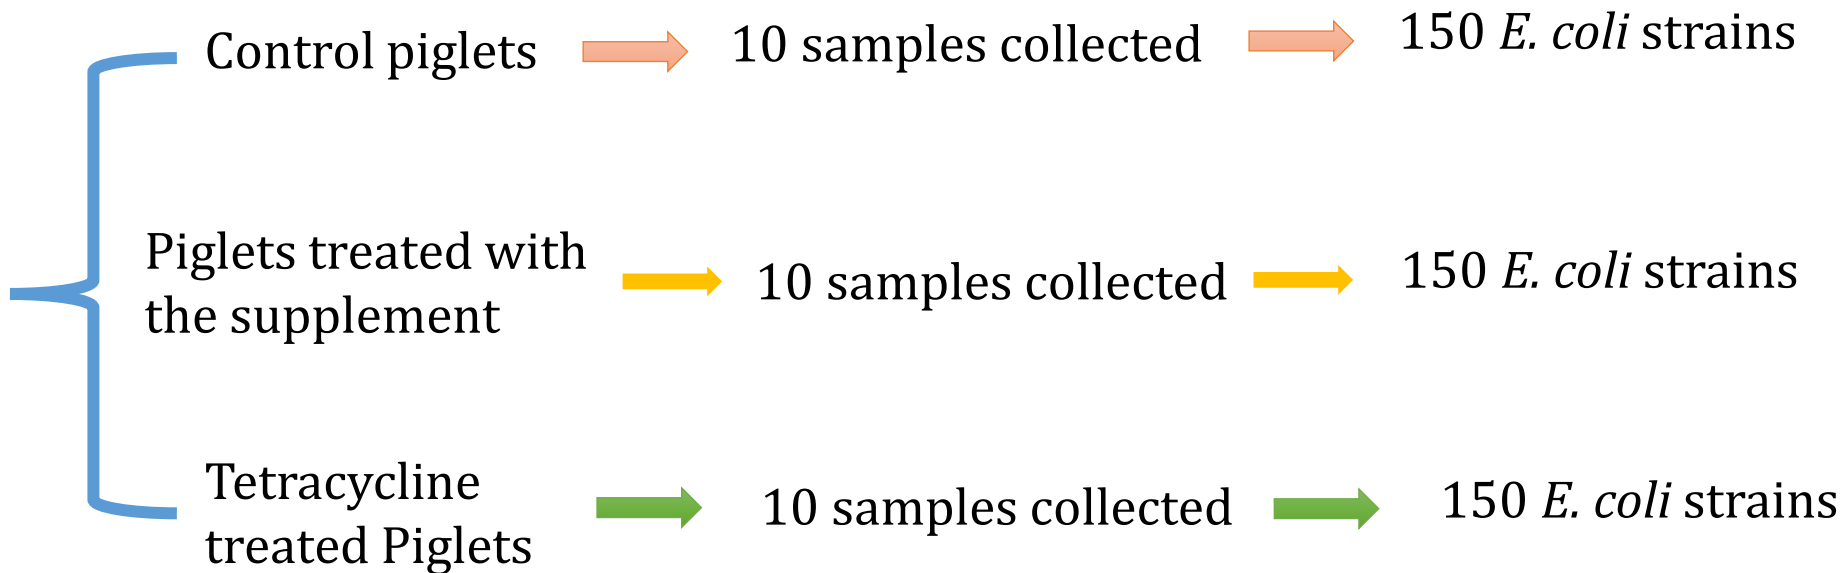 Control piglets 10 samples collected 150 E. coli strains
Piglets treated with
the supplement
10 samples collected 150 E. coli strains
Tetracycline
treated Piglets
10 samples collected 150 E. coli strains